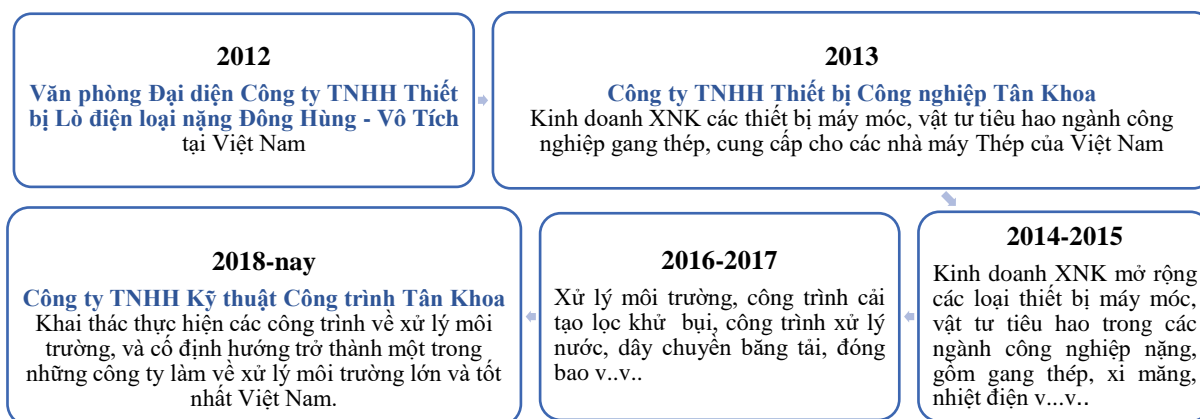 2012
Văn phòng Đại diện Công ty TNHH Thiết
bị Lò điện loại nặng Đông Hùng - Vô Tích
tại Việt Nam
2013
Công ty TNHH Thiết bị Công nghiệp Tân Khoa
Kinh doanh XNK các thiết bị máy móc, vật tư tiêu hao ngành công
nghiệp gang thép, cung cấp cho các nhà máy Thép của Việt Nam
2014-2015
Kinh doanh XNK mở rộng
các loại thiết bị máy móc,
vật tư tiêu hao trong các
ngành công nghiệp nặng,
gồm gang thép, xi măng,
nhiệt điện v...v..
2016-2017
Xử lý môi trường, công trình cải
tạo lọc khử bụi, công trình xử lý
nước, dây chuyền băng tải, đóng
bao v..v..
2018-nay
Công ty TNHH Kỹ thuật Công trình Tân Khoa
Khai thác thực hiện các công trình về xử lý môi
trường, và cố định hướng trở thành một trong
những công ty làm về xử lý môi trường lớn và tốt
nhất Việt Nam.